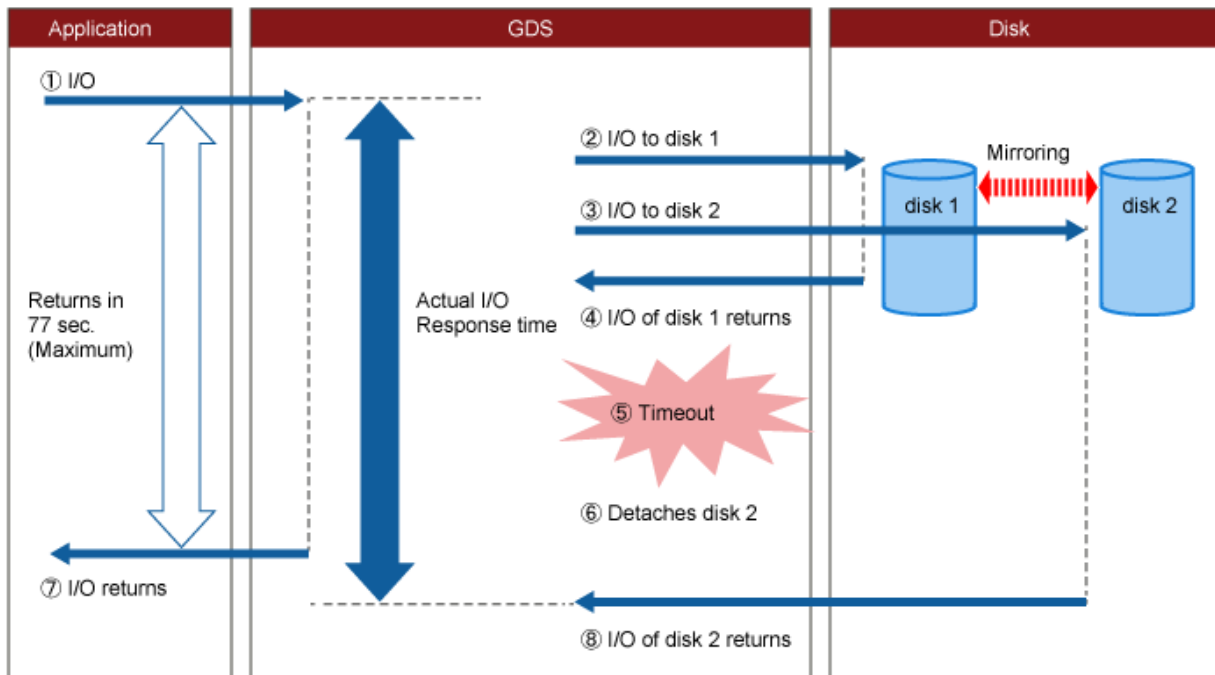 Application
GDS
Disk
① I/O
② I/O to disk 1
Mirroring
③ I/O to disk 2
disk 1
disk 2
Returns in
77 sec.
(Maximum)
Actual I/O
Response time
④ I/O of disk 1 returns
⑤ Timeout
⑥ Detaches disk 2
⑦ I/O returns
⑧ I/O of disk 2 returns